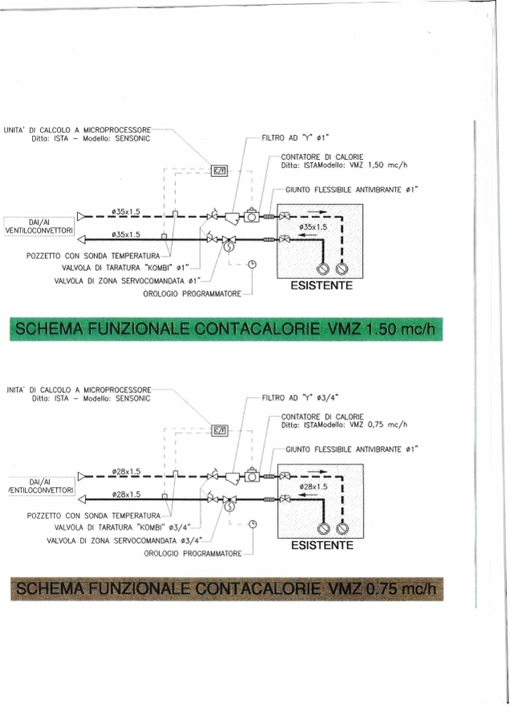 UNITA' DI CALCOLO A MICROPROCESSORE
Ditta: ISTA - Modello: SENSONIC
FILTRO AD "Y" ø1"
CONTATORE DI CALORIE
Ditta: ISTAModello: VMZ 1,50 mc/h
GIUNTO FLESSIBILE ANTIVIBRANTE ø1"
ø35x1.5
DAI/AI
VENTILOCONVETTORI
ø35x1.5
ø35x1.5
POZZETTO CON SONDA TEMPERATURA
VALVOLA DI TARATURA "KOMBI" ø1"
VALVOLA DI ZONA SERVOCOMANDATA ø1"
OROLOGIO PROGRAMMATORE
ESISTENTE
SCHEMA FUNZIONALE CONTACALORIE VMZ 1.50 mc/h
UNITA' DI CALCOLO A MICROPROCESSORE
Ditta: ISTA - Modello: SENSONIC
FILTRO AD "Y" ø3/4"
CONTATORE DI CALORIE
Ditta: ISTAModello: VMZ 0,75 mc/h
GIUNTO FLESSIBILE ANTIVIBRANTE ø1"
ø28x1.5
DAI/AI
VENTILOCONVETTORI
ø28x1.5
ø28x1.5
POZZETTO CON SONDA TEMPERATURA
VALVOLA DI TARATURA "KOMBI" ø3/4"
VALVOLA DI ZONA SERVOCOMANDATA ø3/4"
OROLOGIO PROGRAMMATORE
ESISTENTE
SCHEMA FUNZIONALE CONTACALORIE VMZ 0.75 mc/h